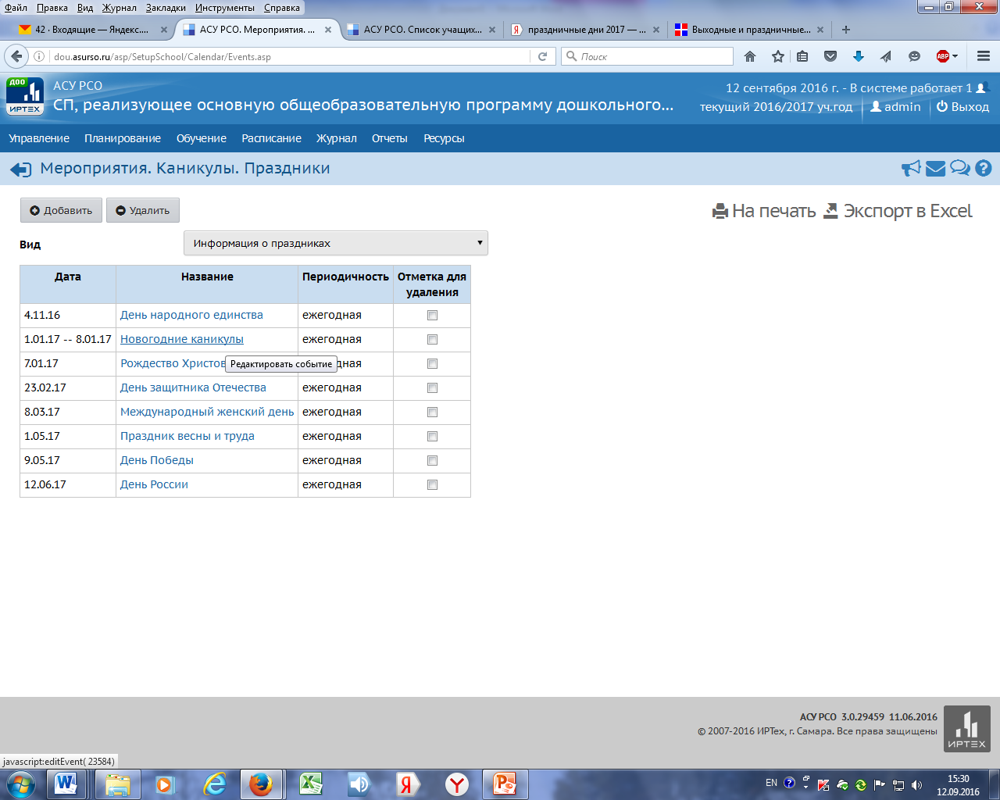 Файл Правка Вид Журнал Закладки Инструменты Справка
42 · Входящие — Яндекс....
АСУ РСО. Мероприятия. ...
АСУ РСО. Список учащих...
праздничные дни 2017 — ...
Выходные и праздничные...
dou.asurso.ru/asp/SetupSchool/Calendar/Events.asp
Поиск
ABP
ДОО
ИРТЕХ
АСУ РСО
СП, реализующее основную общеобразовательную программу дошкольного...
12 сентября 2016 г. - В системе работает 1
текущий 2016/2017 уч.год admin Выход
Управление Планирование Обучение Расписание Журнал Отчеты Ресурсы
Мероприятия. Каникулы. Праздники
Добавить Удалить
На печать Экспорт в Excel
Вид Информация о праздниках
Дата Название Периодичность Отметка для
удаления
4.11.16 День народного единства ежегодная
1.01.17 -- 8.01.17 Новогодние каникулы ежегодная
7.01.17 Рождество Христов дная
Редактировать событие
23.02.17 День защитника Отечества ежегодная
8.03.17 Международный женский день ежегодная
1.05.17 Праздник весны и труда ежегодная
9.05.17 День Победы ежегодная
12.06.17 День России ежегодная
АСУ РСО 3.0.29459 11.06.2016
© 2007-2016 ИРТех, г. Самара. Все права защищены
ИРТЕХ
javascript:editEvent( 23584)
EN
15:30
12.09.2016